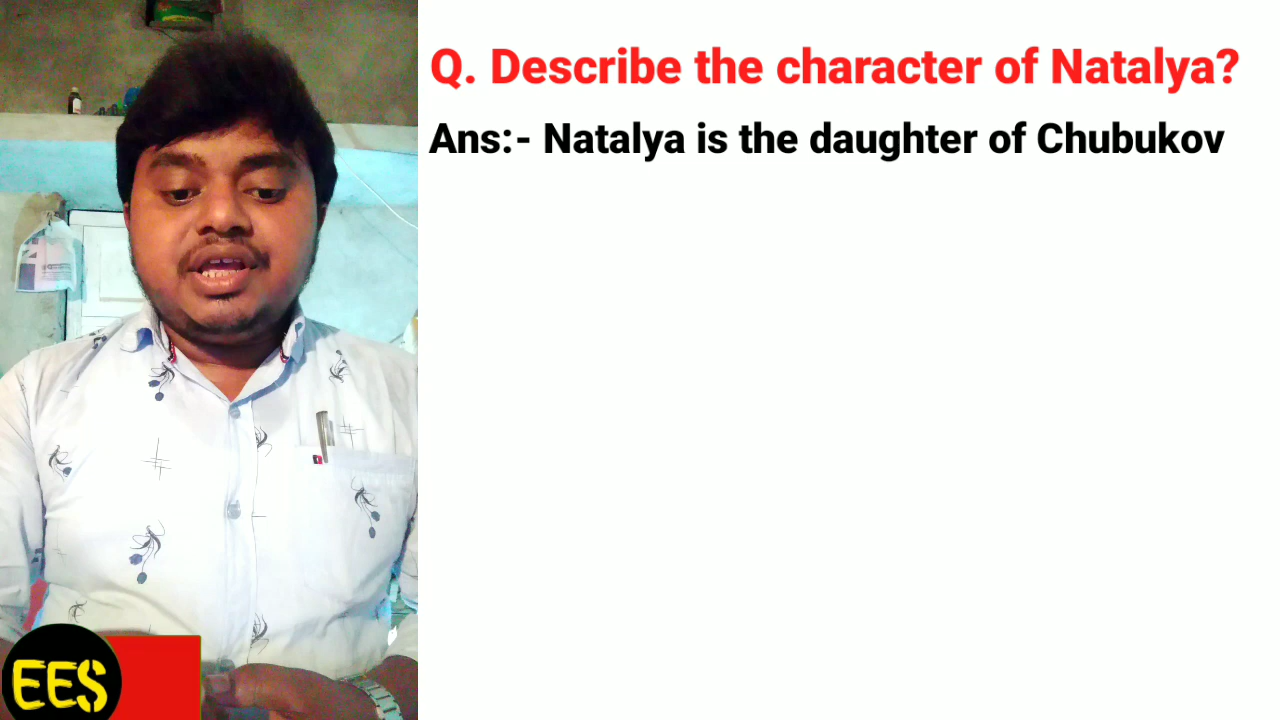 Q. Describe the character of Natalya?
Ans:- Natalya is the daughter of Chubukov
EES